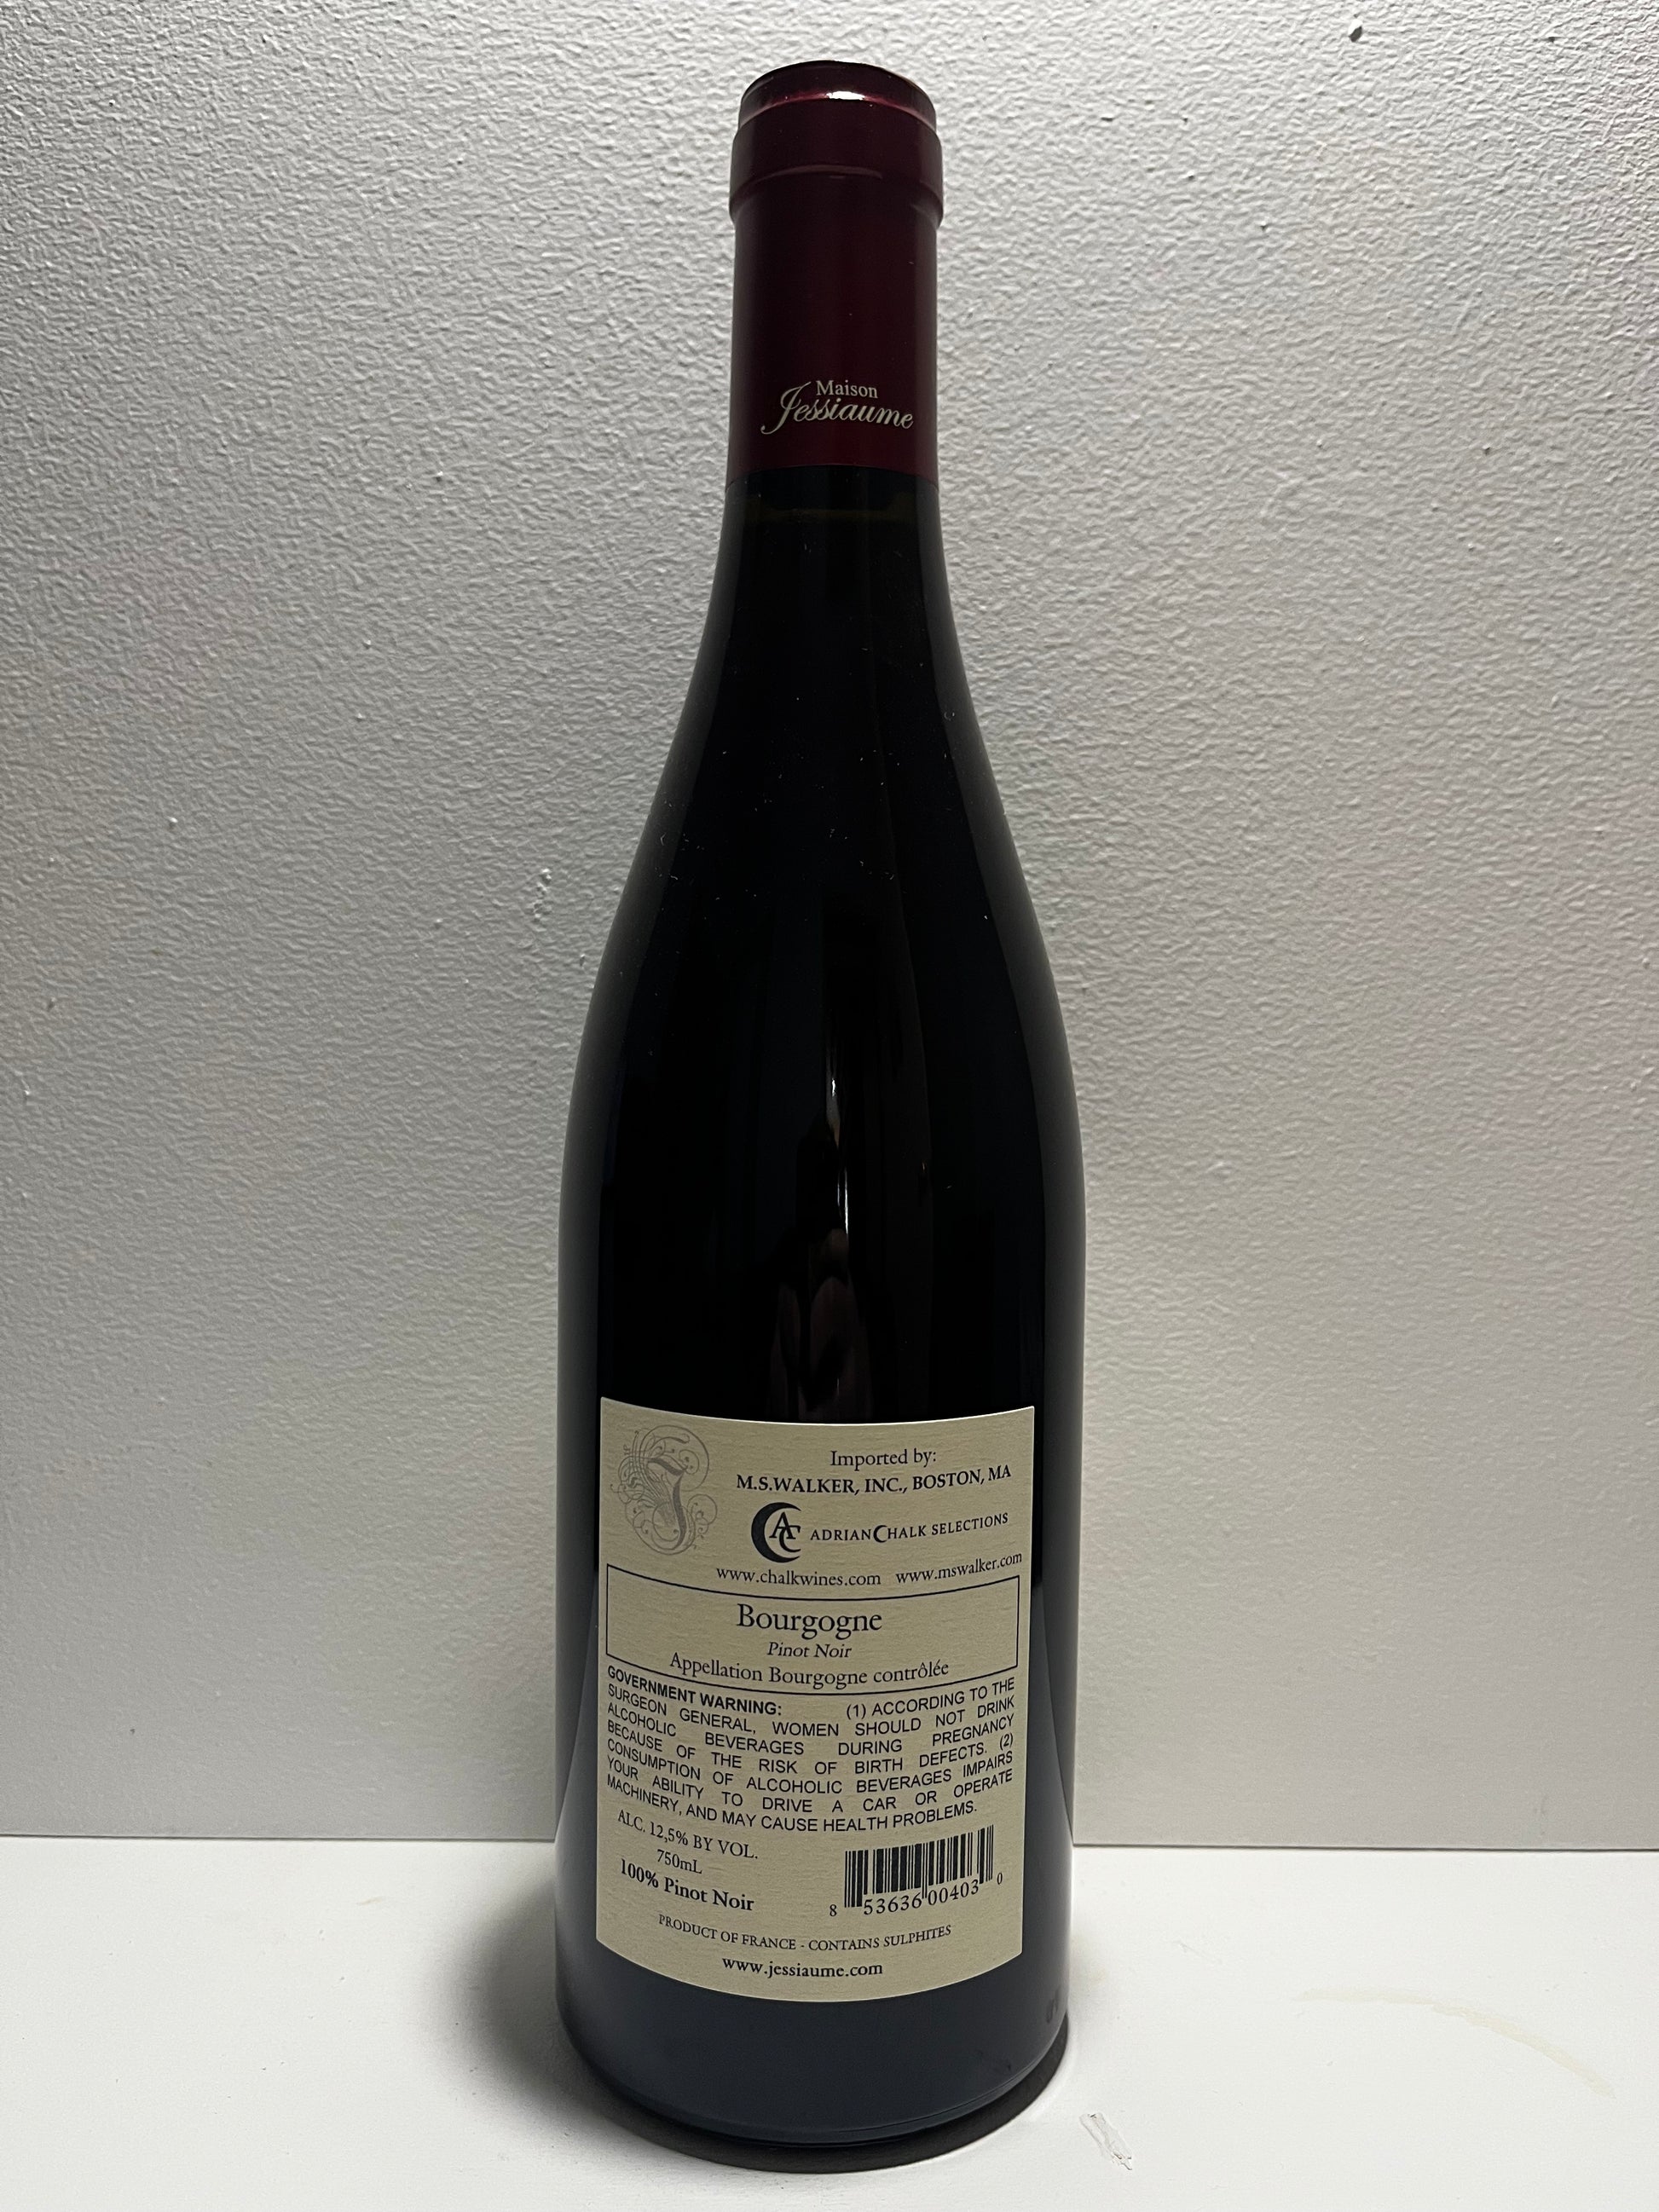 Maison
Jessiaume
J
Imported by:
M.S.WALKER, INC., BOSTON, MA
AC ADRIANCHALK SELECTIONS
www.chalkwines.com www.mswalker.com
Bourgogne
Pinot Noir
Appellation Bourgogne contrôlée
GOVERNMENT WARNING: (1) ACCORDING TO THE
SURGEON GENERAL, WOMEN SHOULD NOT DRINK
ALCOHOLIC BEVERAGES DURING PREGNANCY
BECAUSE OF THE RISK OF BIRTH DEFECTS. (2)
CONSUMPTION OF ALCOHOLIC BEVERAGES IMPAIRS
YOUR ABILITY TO DRIVE A CAR OR OPERATE
MACHINERY, AND MAY CAUSE HEALTH PROBLEMS.
ALC. 12,5% BY VOL.
750mL
100% Pinot Noir
8 53636 00403 0
PRODUCT OF FRANCE - CONTAINS SULPHITES
www.jessiaume.com